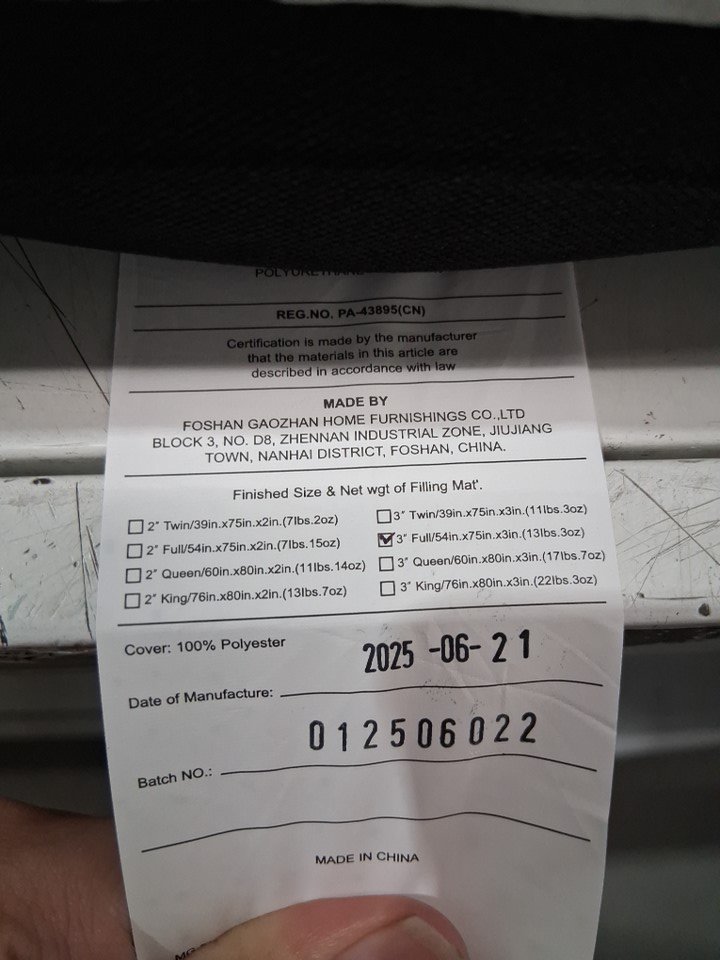 REG.NO. PA-43895(CN)
Certification is made by the manufacturer
that the materials in this article are
described in accordance with law
MADE BY
FOSHAN GAOZHAN HOME FURNISHINGS CO.,LTD
BLOCK 3, NO. D8, ZHENNAN INDUSTRIAL ZONE, JIUJIANG
TOWN, NANHAI DISTRICT, FOSHAN, CHINA.
Finished Size & Net wgt of Filling Mat'.
2" Twin/39in.x75in.x2in.(7lbs.2oz)
2" Full/54in.x75in.x2in.(7lbs.15oz)
2" Queen/60in.x80in.x2in.(11lbs.14oz)
2" King/76in.x80in.x2in.(13lbs.7oz)
3" Twin/39in.x75in.x3in.(11lbs.3oz)
3" Full/54in.x75in.x3in.(13lbs.3oz)
3" Queen/60in.x80in.x3in.(17lbs.7oz)
3" King/76in.x80in.x3in.(22lbs.3oz)
Cover: 100% Polyester
2025-06-21
Date of Manufacture:
012506022
Batch NO.:
MADE IN CHINA